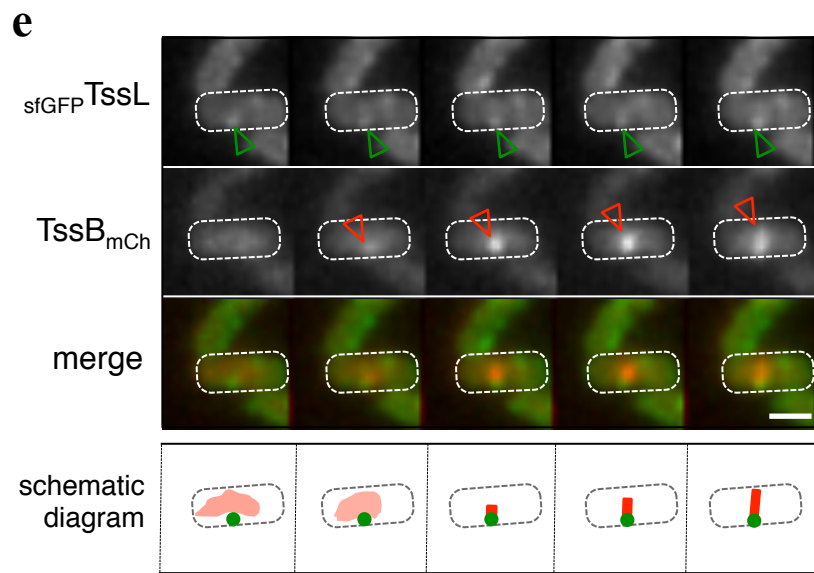 e
sfGFPTssL
TssBmCh
merge
schematic
diagram